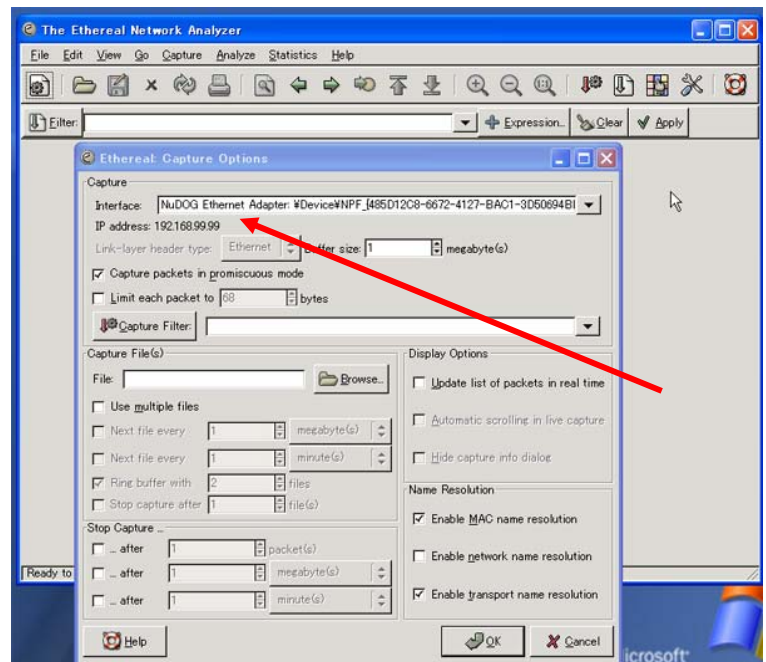 The Ethereal Network Analyzer
File Edit View Go Capture Analyze Statistics Help
Filter: Expression... Clear Apply
Ethereal: Capture Options
Capture
Interface: NuDOG Ethernet Adapter: ¥Device¥NPF_{485D12C8-6672-4127-BAC1-3D50694BI
IP address: 192.168.99.99
Link-layer header type: Ethernet Buffer size: 1 megabyte(s)
Capture packets in promiscuous mode
Limit each packet to 68 bytes
Capture Filter:
Capture File(s)
File: Browse...
Use multiple files
Next file every 1 megabyte(s)
Next file every 1 minute(s)
Ring buffer with 2 files
Stop capture after 1 file(s)
Stop Capture ...
... after 1 packet(s)
... after 1 megabyte(s)
... after 1 minute(s)
Display Options
Update list of packets in real time
Automatic scrolling in live capture
Hide capture info dialog
Name Resolution
Enable MAC name resolution
Enable network name resolution
Enable transport name resolution
Help OK Cancel
Ready to
icrosoft